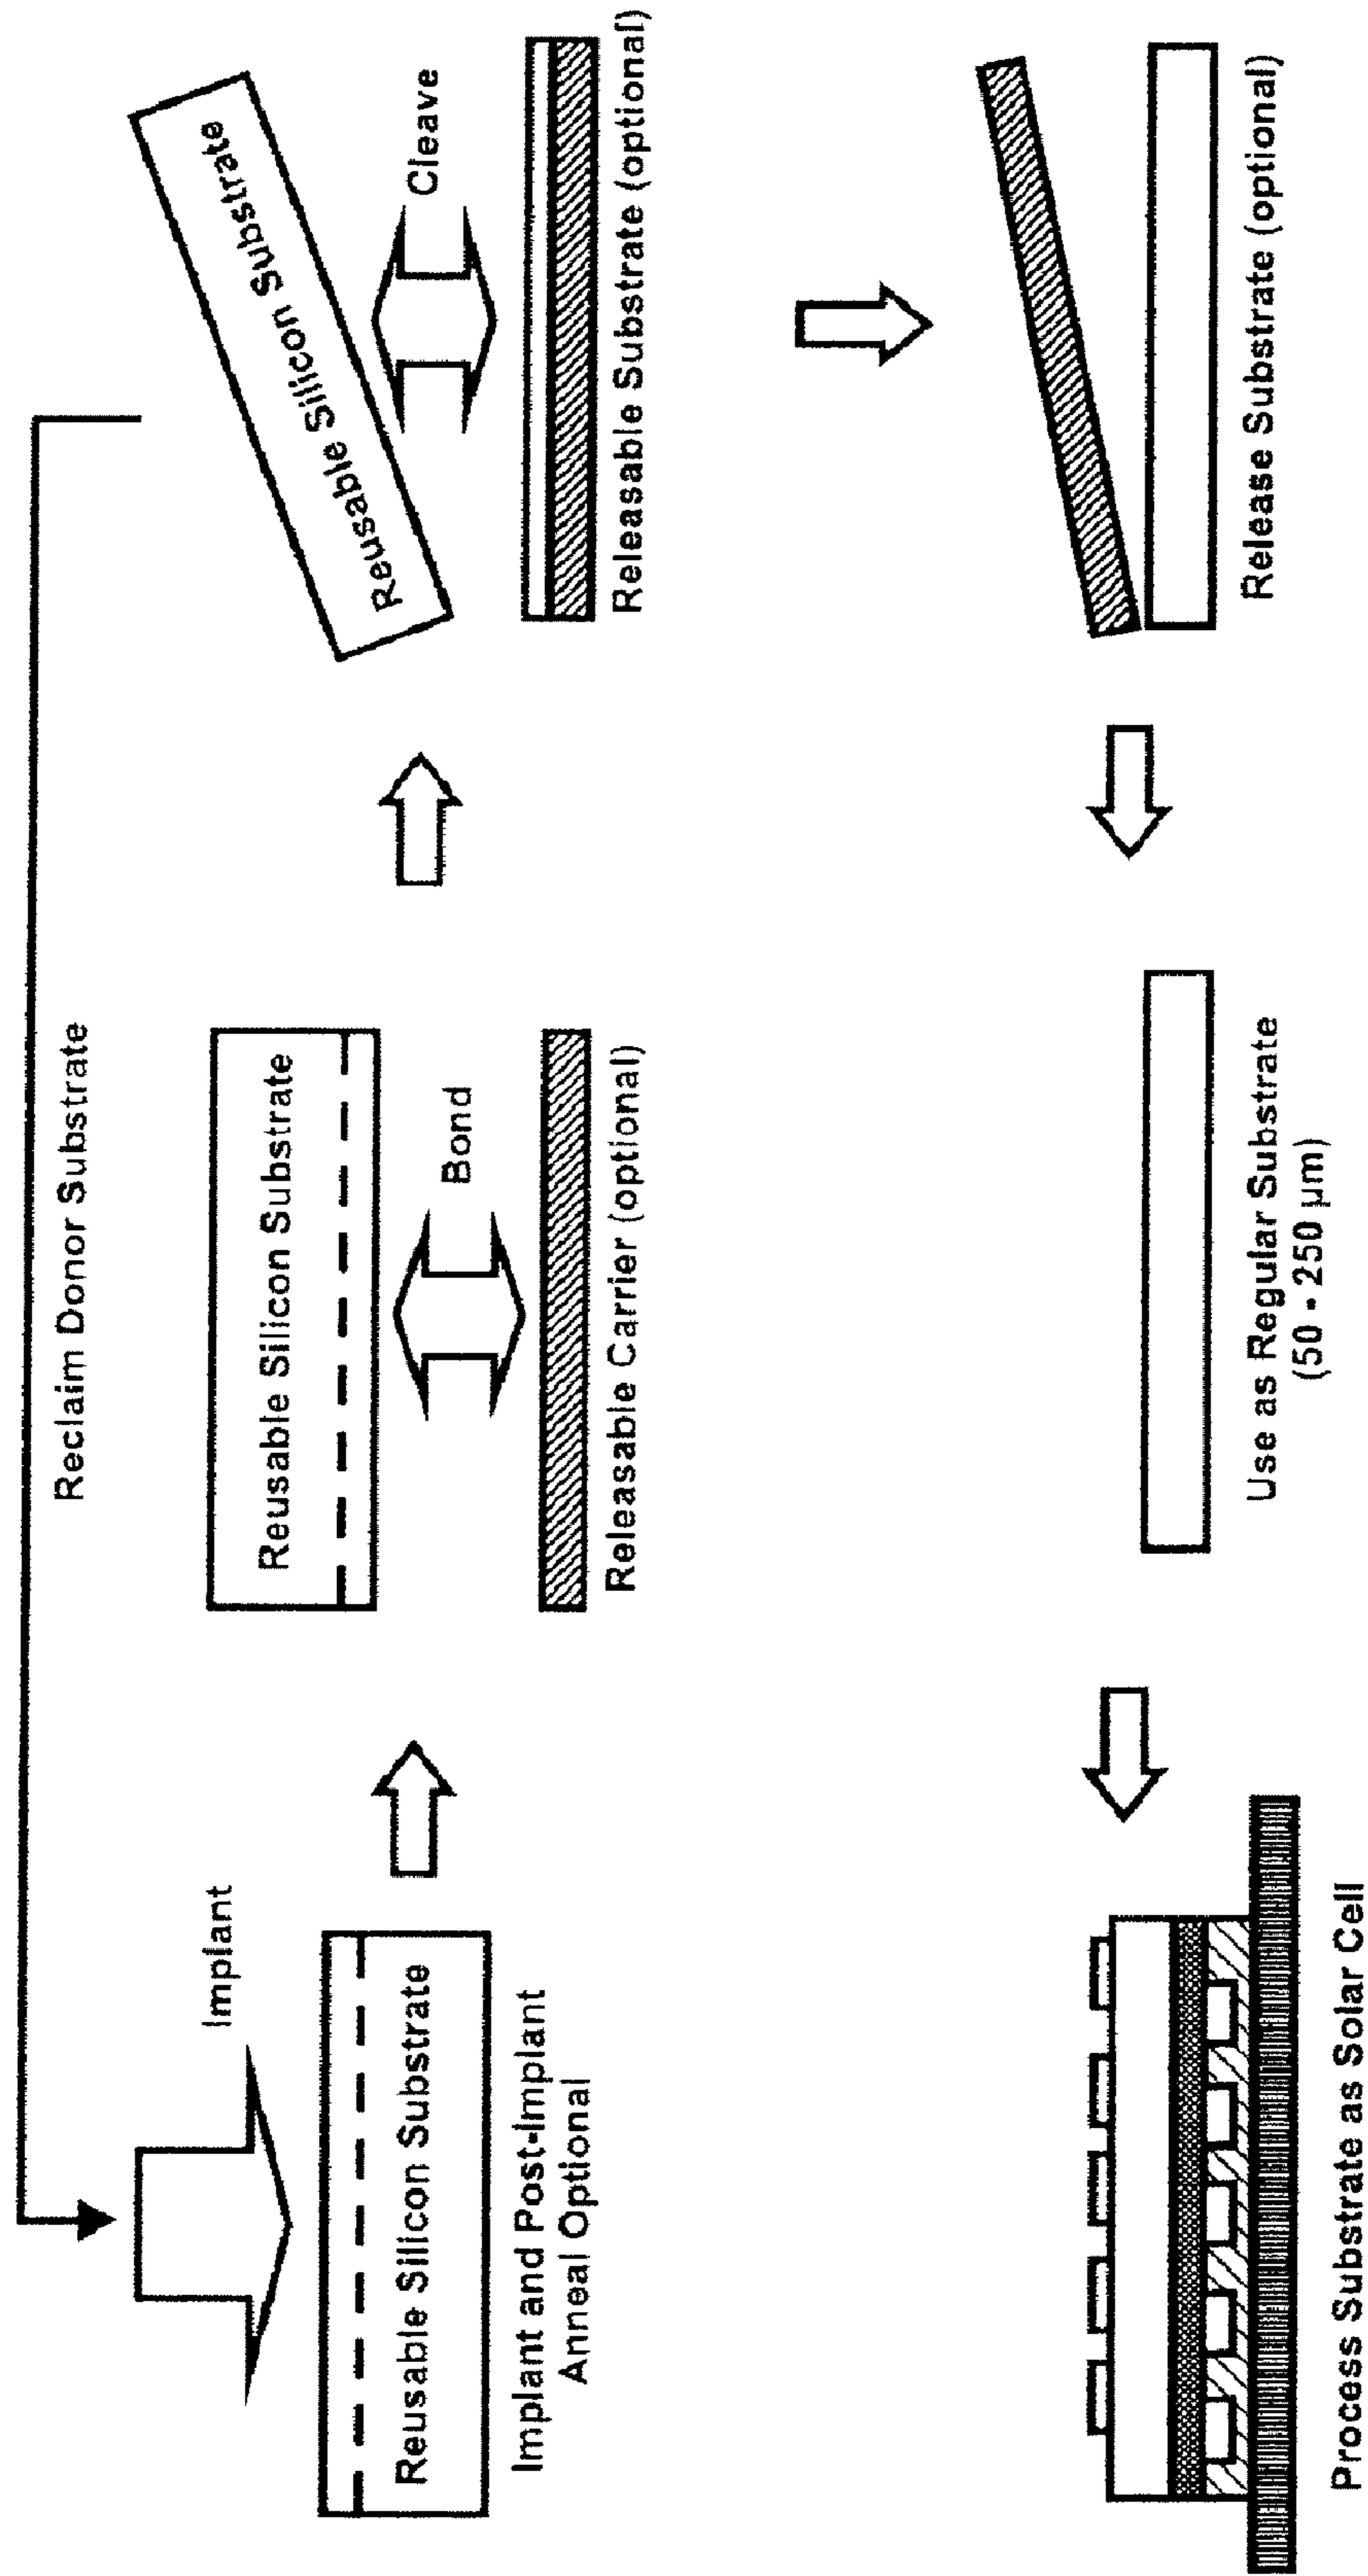 Reclaim Donor Substrate
Implant
Reusable Silicon Substrate
Implant and Post-Implant
Anneal Optional
Reusable Silicon Substrate
Bond
Releasable Carrier (optional)
Reusable Silicon Substrate
Cleave
Releasable Substrate (optional)
Process Substrate as Solar Cell
Use as Regular Substrate
(50 - 250 µm)
Release Substrate (optional)